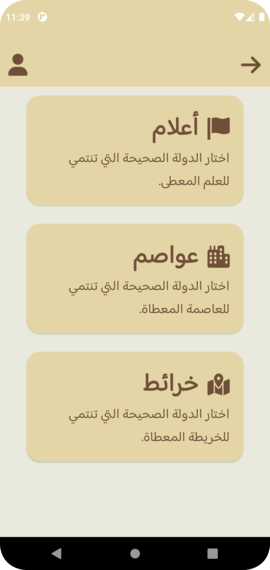 11:39
أعلام
اختار الدولة الصحيحة التي تنتمي
للعلم المعطى.
عواصم
اختار الدولة الصحيحة التي تنتمي
للعاصمة المعطاة.
خرائط
اختار الدولة الصحيحة التي تنتمي
للخريطة المعطاة.